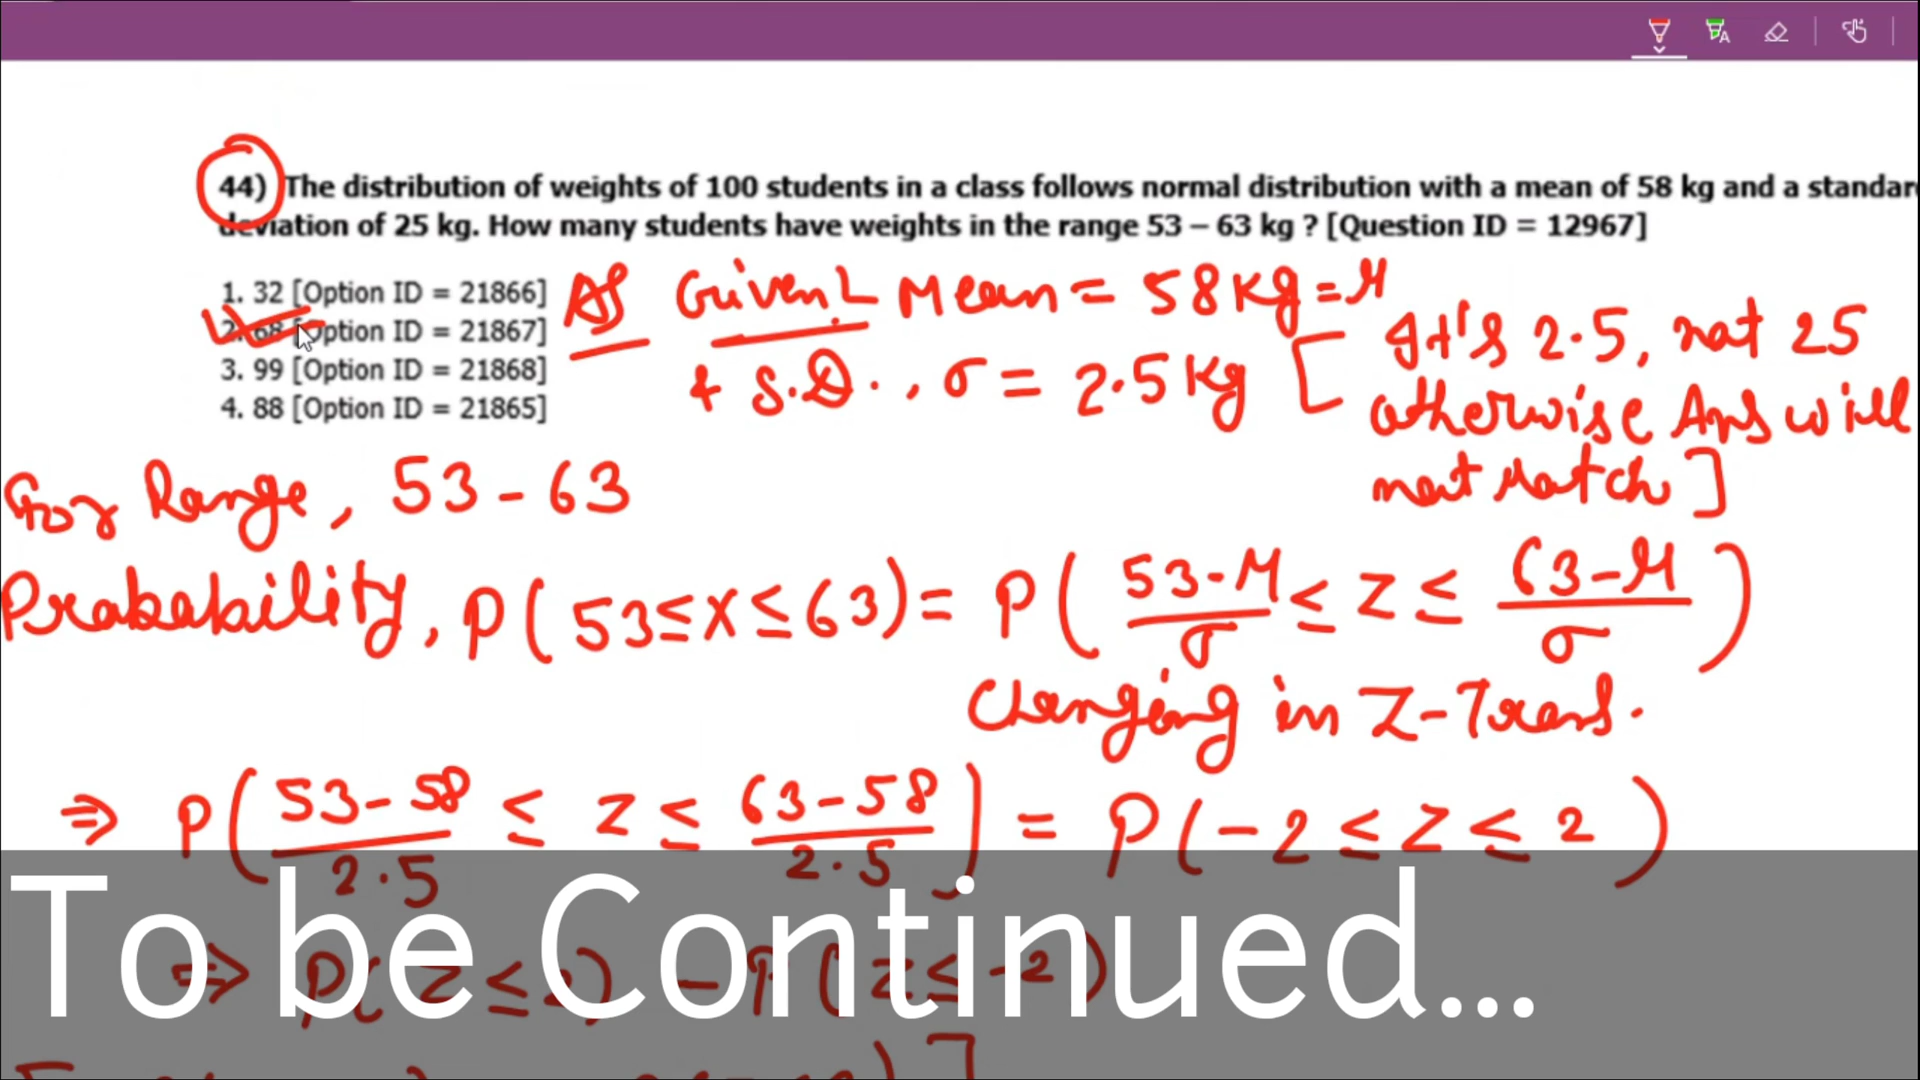 44) The distribution of weights of 100 students in a class follows normal distribution with a mean of 58 kg and a standar
deviation of 25 kg. How many students have weights in the range 53 – 63 kg ? [Question ID = 12967]
1. 32 [Option ID = 21866]
2. 68 [Option ID = 21867]
3. 99 [Option ID = 21868]
4. 88 [Option ID = 21865]
As Given:- Mean = 58 Kg = μ
& S.D., σ = 2.5 Kg
[It's 2.5, not 25
otherwise Ans will
not Match]
For Range, 53 - 63
Probability, P( 53 ≤ X ≤ 63) = P( 53-μ/σ ≤ Z ≤ 63-μ/σ )
Changing in Z-Trans.
⇒ P( 53-58/2.5 ≤ Z ≤ 63-58/2.5 ) = P( -2 ≤ Z ≤ 2 )
To be Continued...
⇒ P( Z ≤ 2) - P( Z ≤ -2 )